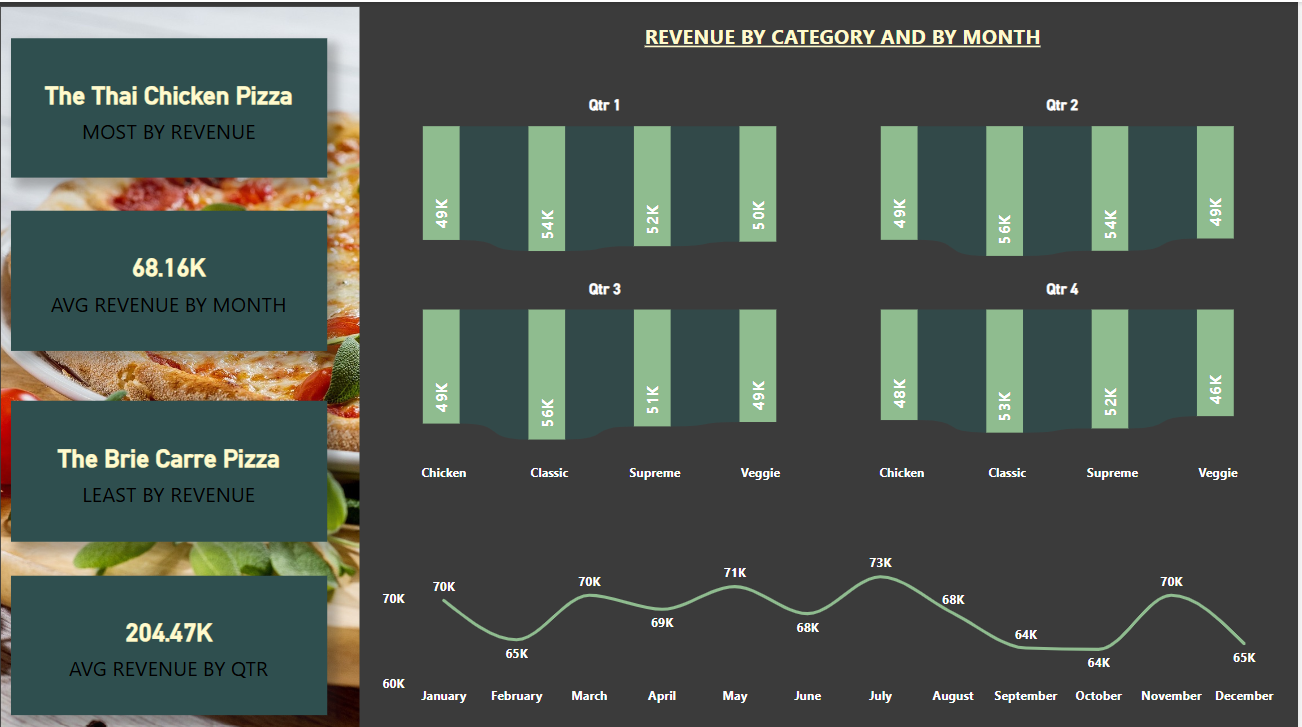 The Thai Chicken Pizza
MOST BY REVENUE
68.16K
AVG REVENUE BY MONTH
The Brie Carre Pizza
LEAST BY REVENUE
204.47K
AVG REVENUE BY QTR
REVENUE BY CATEGORY AND BY MONTH
Qtr 1
49K 54K 52K 50K
Qtr 2
49K 56K 54K 49K
Qtr 3
49K 56K 51K 49K
Qtr 4
48K 53K 52K 46K
Chicken Classic Supreme Veggie
Chicken Classic Supreme Veggie
70K
60K
70K 65K 70K 69K 71K 68K 73K 68K 64K 64K 70K 65K
January February March April May June July August September October November December